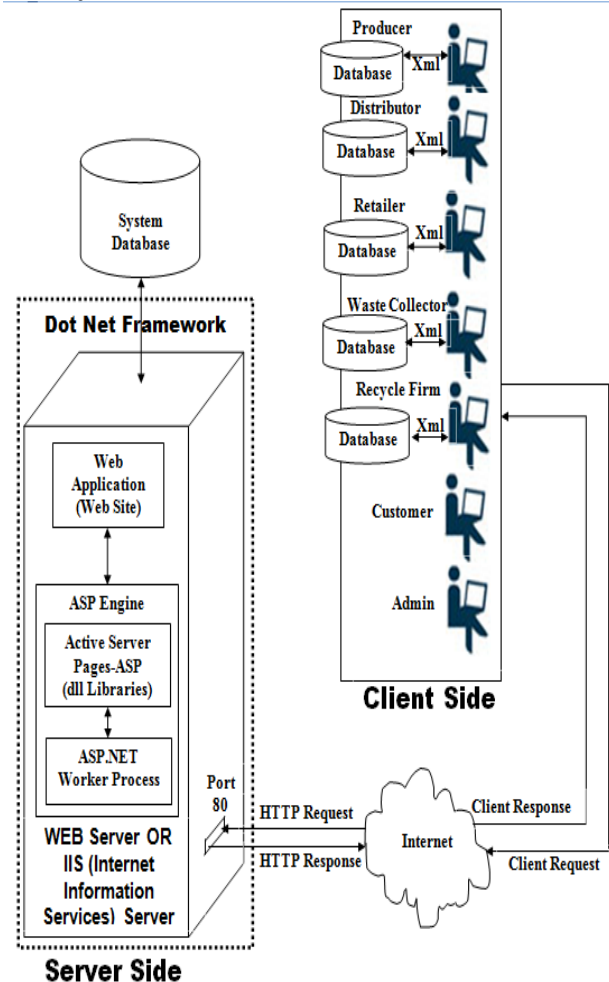 System
Database
Dot Net Framework
Web
Application
(Web Site)
ASP Engine
Active Server
Pages-ASP
(dll Libraries)
ASP.NET
Worker Process
WEB Server OR
IIS (Internet
Information
Services) Server
Port
80
Server Side
Producer
Database
Xml
Distributor
Database
Xml
Retailer
Database
Xml
Waste Collector
Database
Xml
Recycle Firm
Database
Xml
Customer
Admin
Client Side
HTTP Request
HTTP Response
Internet
Client Response
Client Request